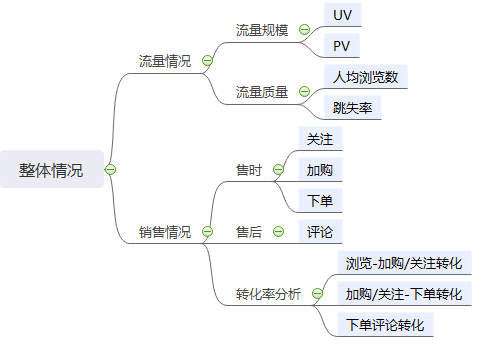 整体情况
流量情况
流量规模
UV
PV
流量质量
人均浏览数
跳失率
销售情况
售时
关注
加购
下单
售后
评论
转化率分析
浏览-加购/关注转化
加购/关注-下单转化
下单评论转化